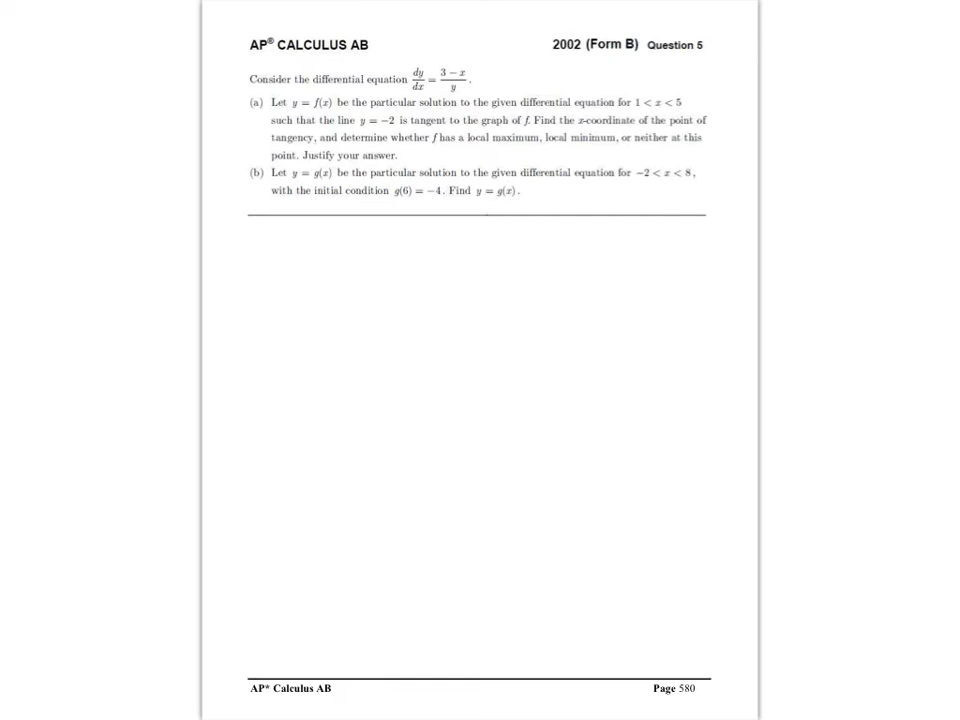 AP® CALCULUS AB
2002 (Form B) Question 5
Consider the differential equation dy/dx = (3 − x)/y.
(a) Let y = f(x) be the particular solution to the given differential equation for 1 < x < 5
such that the line y = −2 is tangent to the graph of f. Find the x-coordinate of the point of
tangency, and determine whether f has a local maximum, local minimum, or neither at this
point. Justify your answer.
(b) Let y = g(x) be the particular solution to the given differential equation for −2 < x < 8,
with the initial condition g(6) = −4. Find y = g(x).
AP* Calculus AB
Page 580